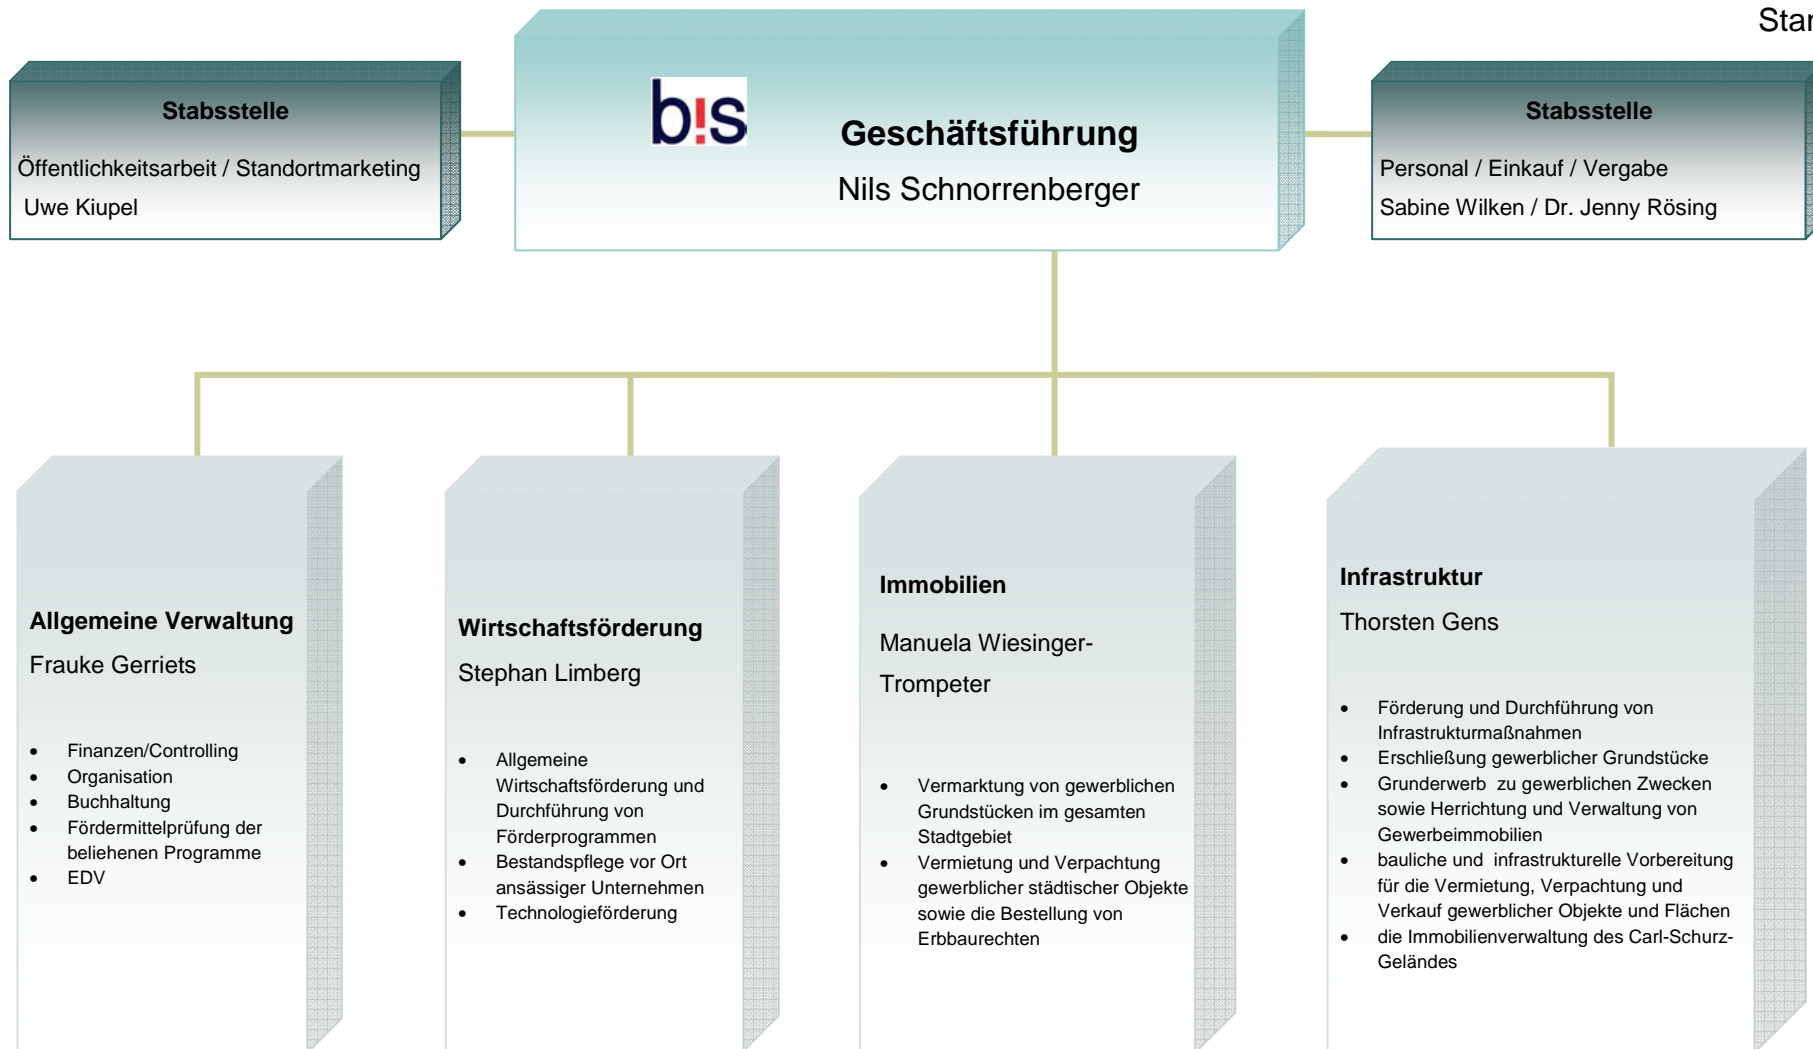 Stabsstelle
Öffentlichkeitsarbeit / Standortmarketing
Uwe Kiupel
b!s
Geschäftsführung
Nils Schnorrenberger
Stabsstelle
Personal / Einkauf / Vergabe
Sabine Wilken / Dr. Jenny Rösing
Allgemeine Verwaltung
Frauke Gerriets
• Finanzen/Controlling
• Organisation
• Buchhaltung
• Fördermittelprüfung der
beliehenen Programme
• EDV
Wirtschaftsförderung
Stephan Limberg
• Allgemeine
Wirtschaftsförderung und
Durchführung von
Förderprogrammen
• Bestandspflege vor Ort
ansässiger Unternehmen
• Technologieförderung
Immobilien
Manuela Wiesinger-
Trompeter
• Vermarktung von gewerblichen
Grundstücken im gesamten
Stadtgebiet
• Vermietung und Verpachtung
gewerblicher städtischer Objekte
sowie die Bestellung von
Erbbaurechten
Infrastruktur
Thorsten Gens
• Förderung und Durchführung von
Infrastrukturmaßnahmen
• Erschließung gewerblicher Grundstücke
• Grunderwerb zu gewerblichen Zwecken
sowie Herrichtung und Verwaltung von
Gewerbeimmobilien
• bauliche und infrastrukturelle Vorbereitung
für die Vermietung, Verpachtung und
Verkauf gewerblicher Objekte und Flächen
• die Immobilienverwaltung des Carl-Schurz-
Geländes